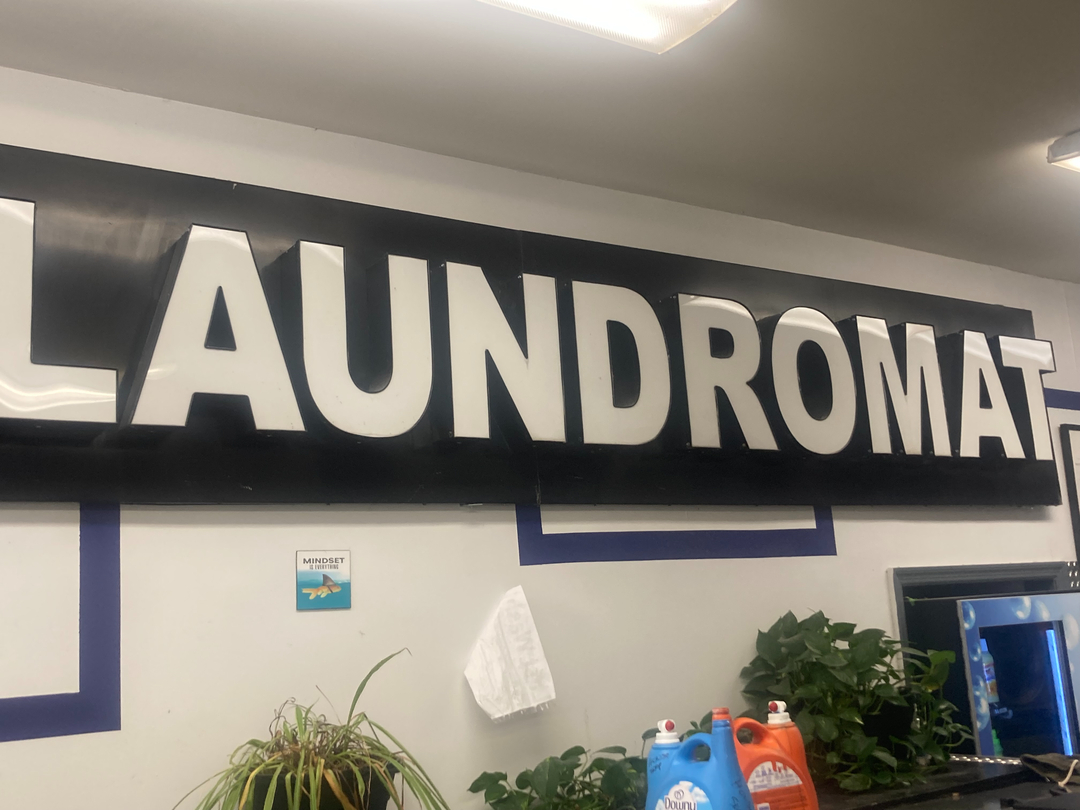 LAUNDROMAT
MINDSET
IS EVERYTHING
Downy